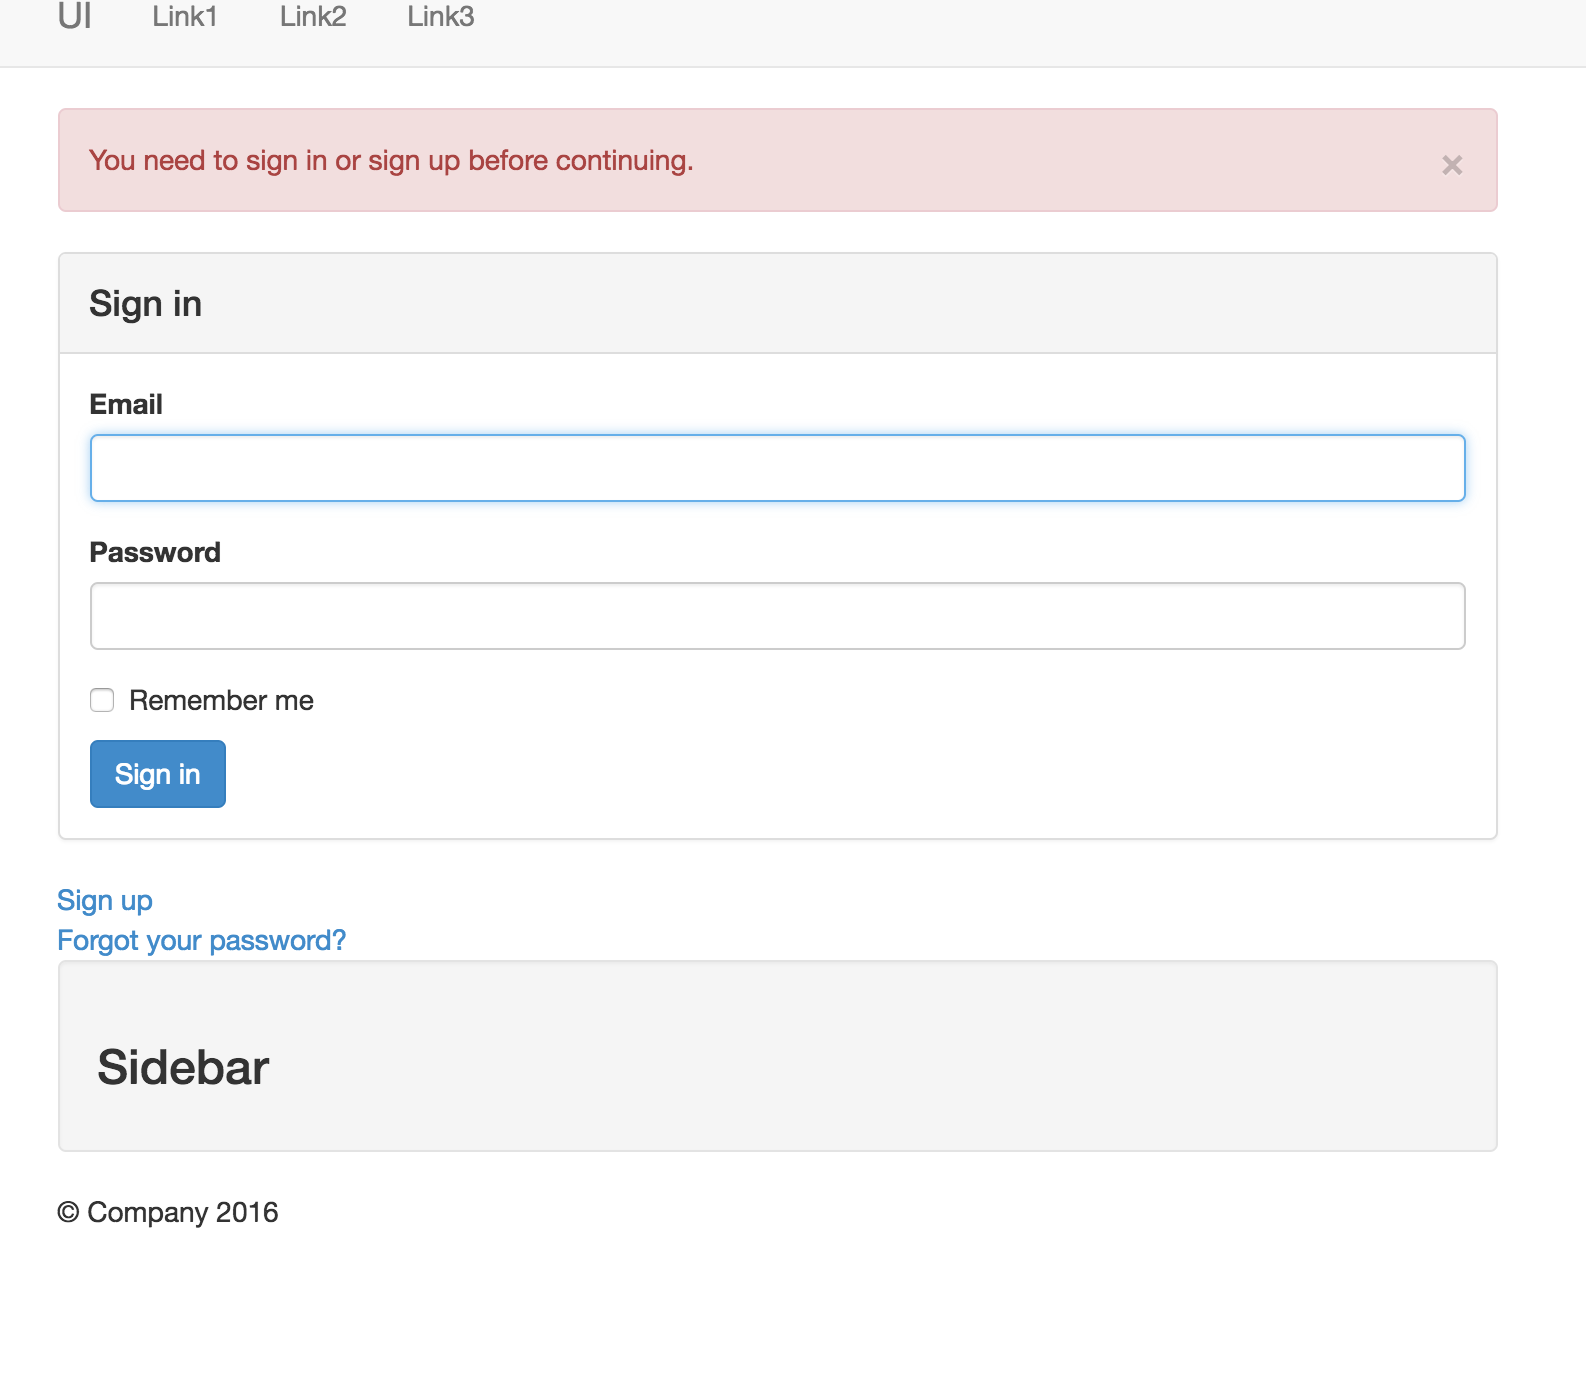 UI Link1 Link2 Link3
You need to sign in or sign up before continuing. ×
Sign in
Email
Password
Remember me
Sign in
Sign up
Forgot your password?
Sidebar
© Company 2016